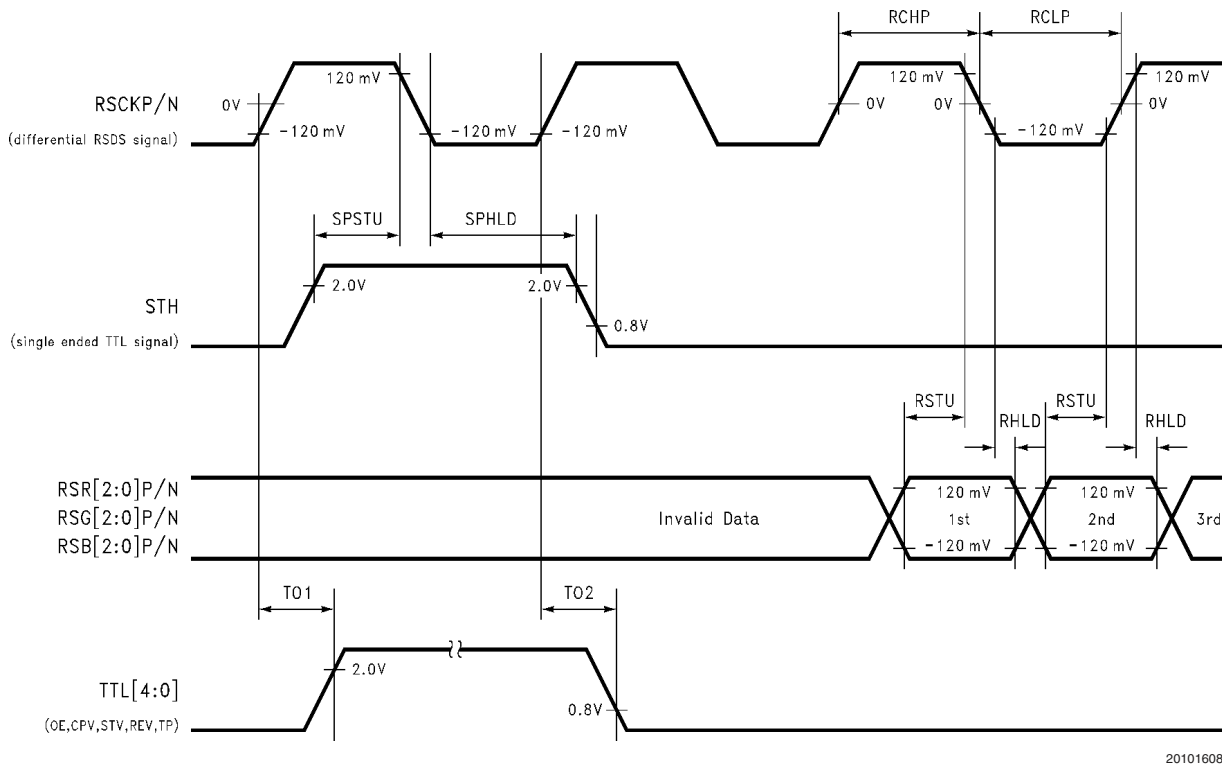 RCHP RCLP
120 mV 120 mV 120 mV
RSCKP/N 0V 0V 0V 0V
(differential RSDS signal) -120 mV -120 mV -120 mV -120 mV
SPSTU SPHLD
2.0V 2.0V
STH
0.8V
(single ended TTL signal)
RSTU RSTU
RHLD RHLD
RSR[2:0]P/N 120 mV 120 mV
RSG[2:0]P/N Invalid Data 1st 2nd 3rd
RSB[2:0]P/N -120 mV -120 mV
TO1 TO2
2.0V
TTL[4:0]
0.8V
(OE,CPV,STV,REV,TP)
20101608